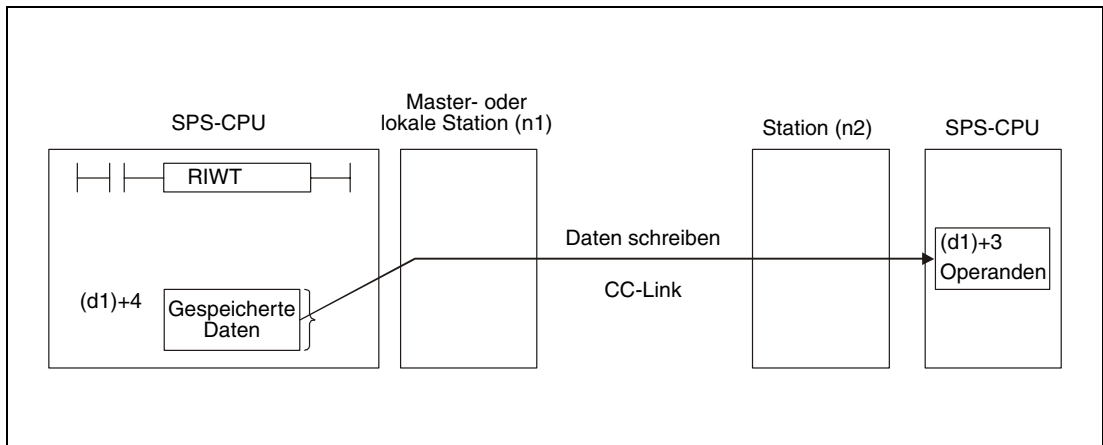 SPS-CPU
Master- oder
lokale Station (n1)
Station (n2)
SPS-CPU
RIWT
Daten schreiben
CC-Link
(d1)+3
Operanden
(d1)+4
Gespeicherte
Daten